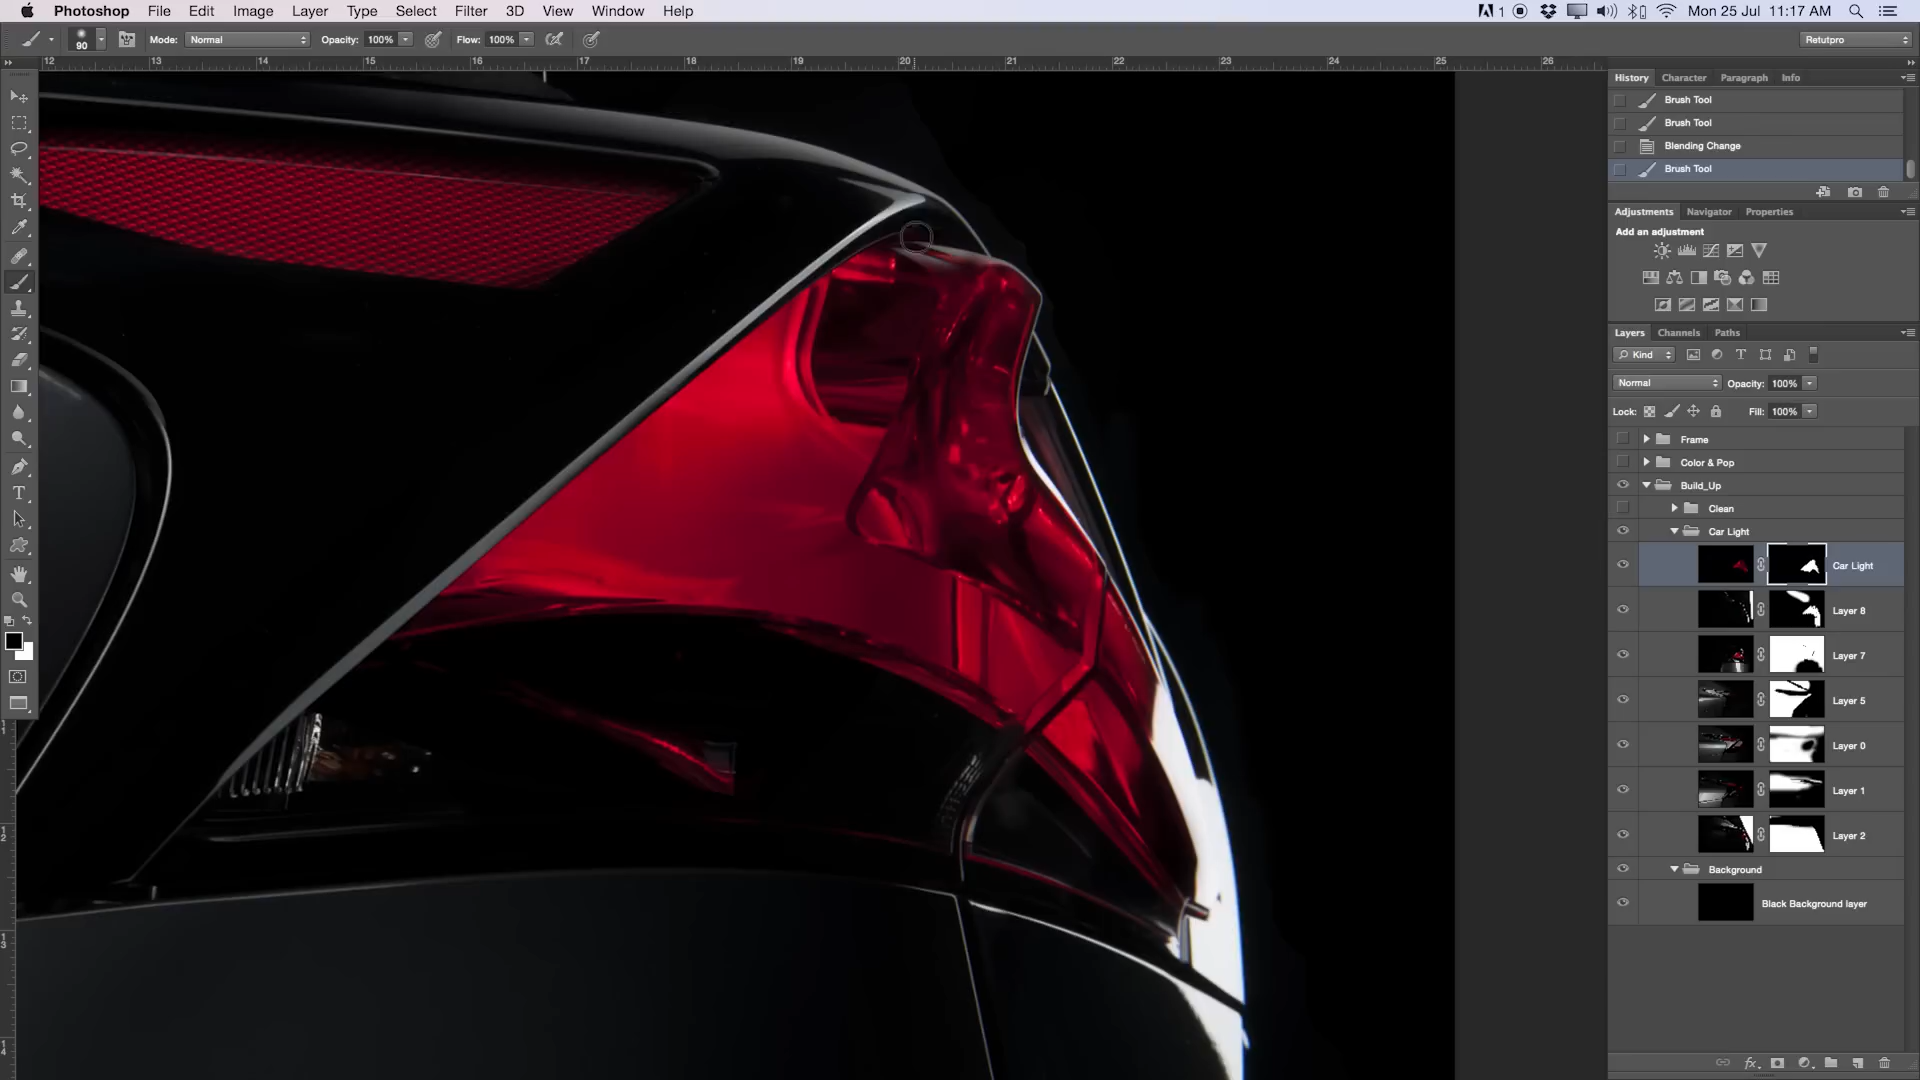 Photoshop File Edit Image Layer Type Select Filter 3D View Window Help 1 Mon 25 Jul 11:17 AM
90 Mode: Normal Opacity: 100% Flow: 100% Retutpro
12 13 14 15 16 17 18 19 20 21 22 23 24 25 26
History Character Paragraph Info
Brush Tool
Brush Tool
Blending Change
Brush Tool
Adjustments Navigator Properties
Add an adjustment
Layers Channels Paths
Kind
Normal Opacity: 100%
Lock: Fill: 100%
Frame
Color & Pop
Build_Up
Clean
Car Light
Car Light
Layer 8
Layer 7
Layer 5
Layer 0
Layer 1
Layer 2
Background
Black Background layer